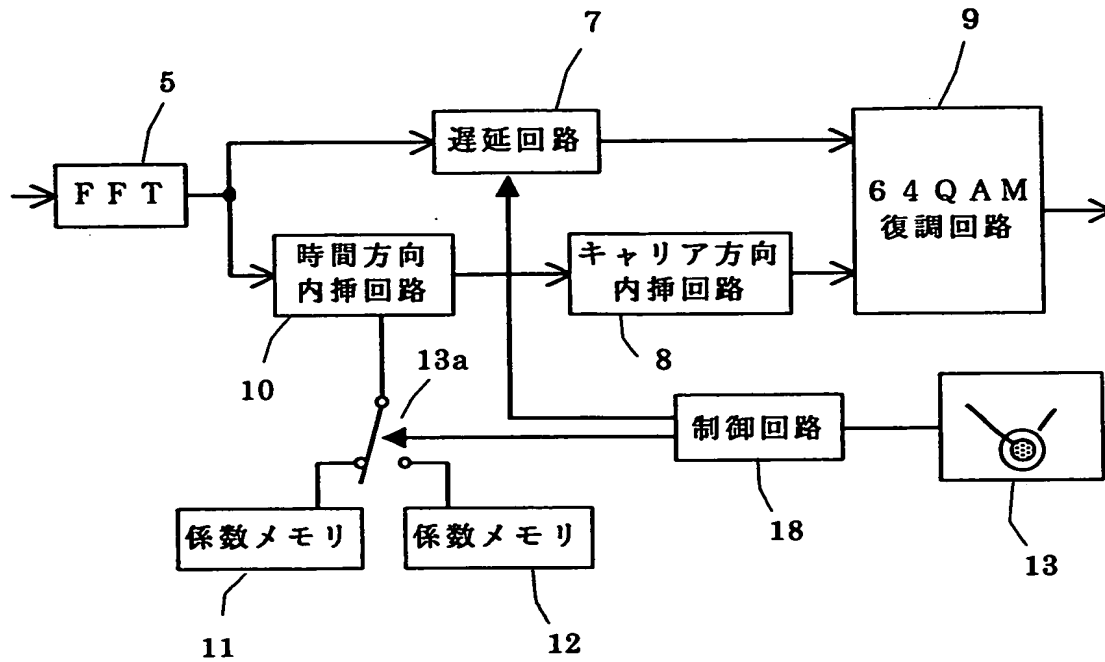 7
9
5
遅延回路
FFT
64QAM
復調回路
時間方向
内挿回路
キャリア方向
内挿回路
10
13a
8
制御回路
係数メモリ
係数メモリ
18
13
11
12